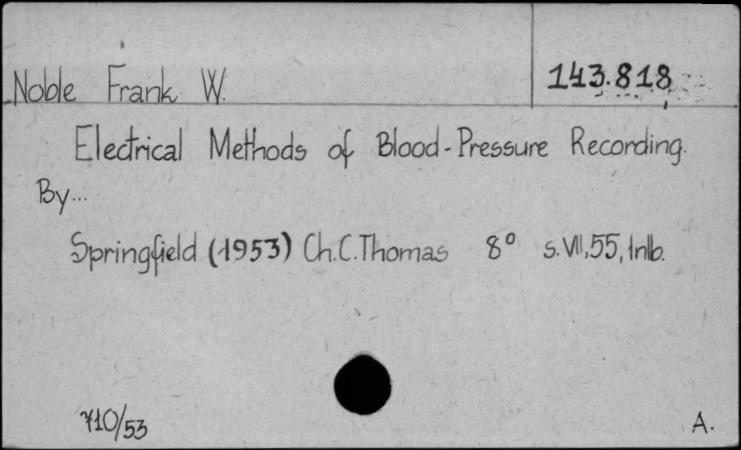 Noble Frank W. 143.818
Electrical Methods of Blood-Pressure Recording.
By...
Springfield (1953) Ch.C.Thomas 8° s.VII,55,1nlb.
710/53 A.